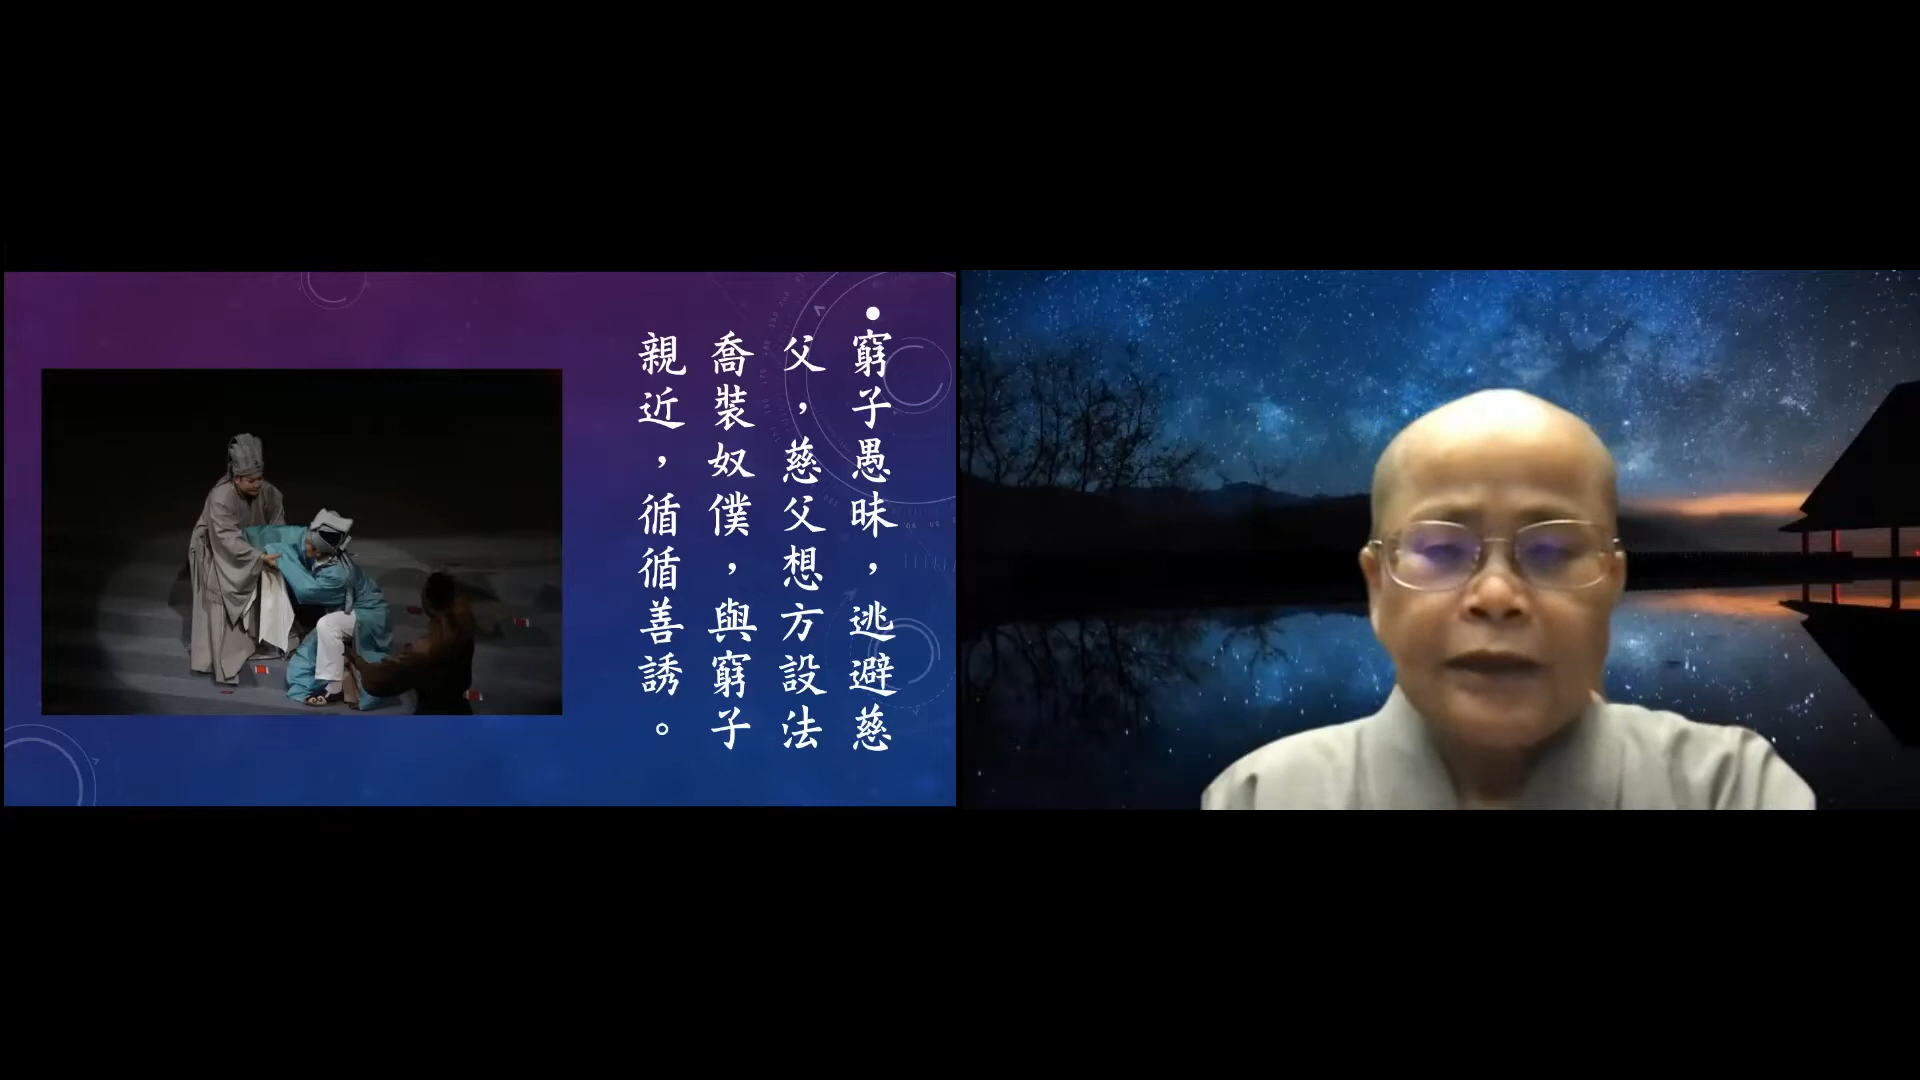 窮子愚昧，逃避慈
父，慈父想方設法
喬裝奴僕，與窮子
親近，循循善誘。